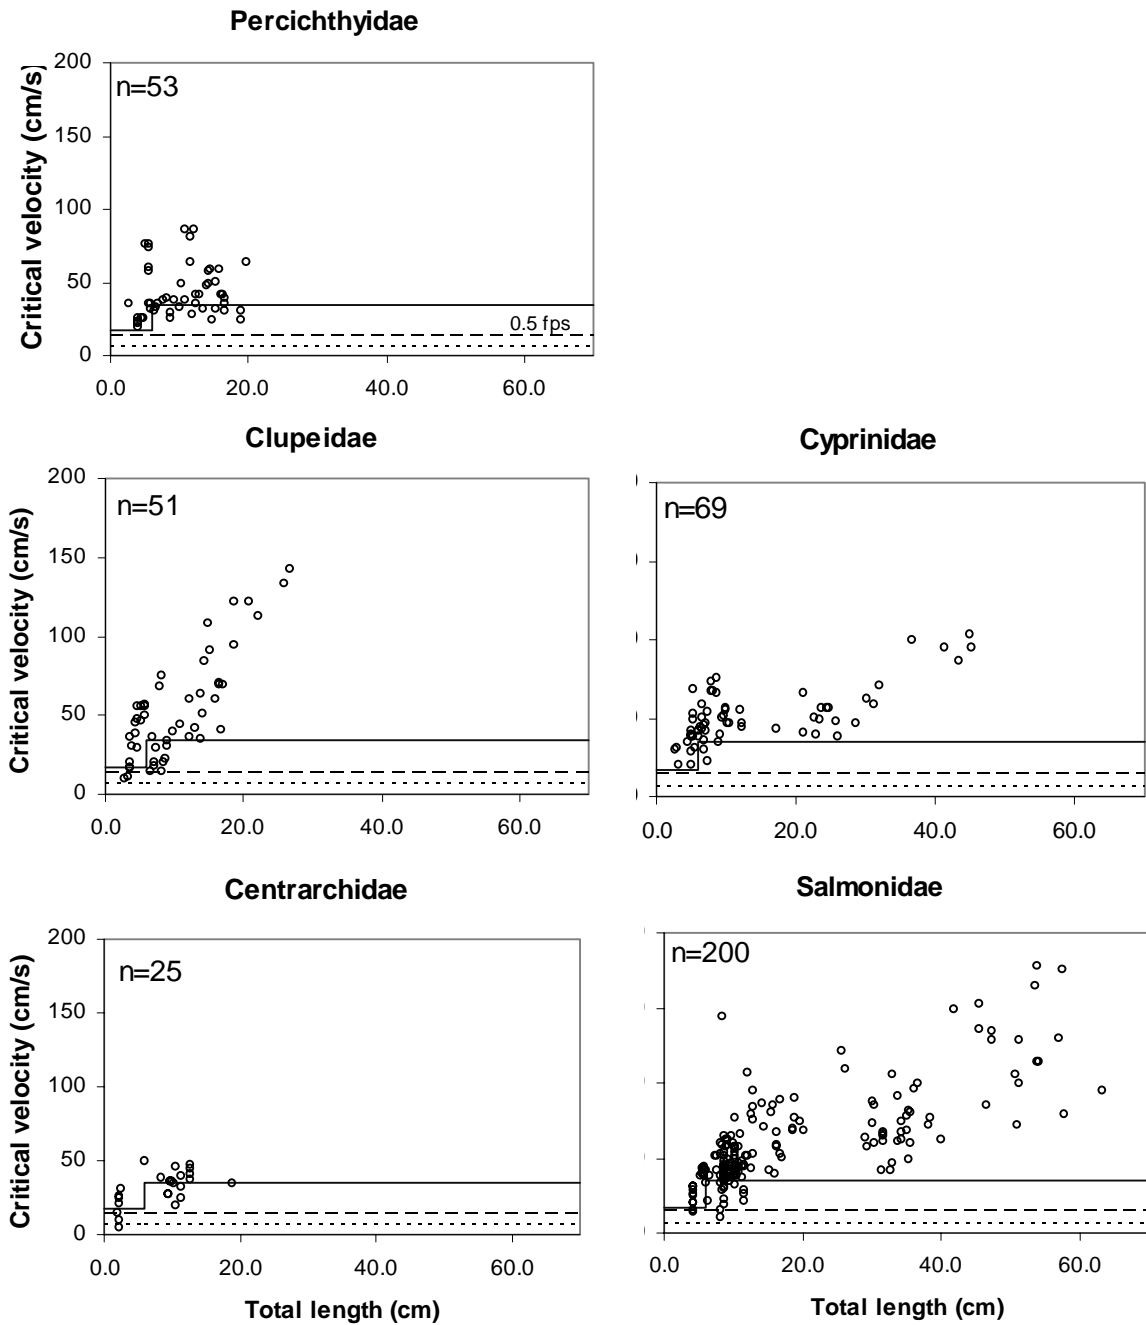 Percichthyidae
Critical velocity (cm/s)
200
150
100
50
0
n=53
0.5 fps
0.0 20.0 40.0 60.0
Clupeidae
Critical velocity (cm/s)
200
150
100
50
0
n=51
0.0 20.0 40.0 60.0
Cyprinidae
n=69
0.0 20.0 40.0 60.0
Centrarchidae
Critical velocity (cm/s)
200
150
100
50
0
n=25
0.0 20.0 40.0 60.0
Total length (cm)
Salmonidae
n=200
0.0 20.0 40.0 60.0
Total length (cm)